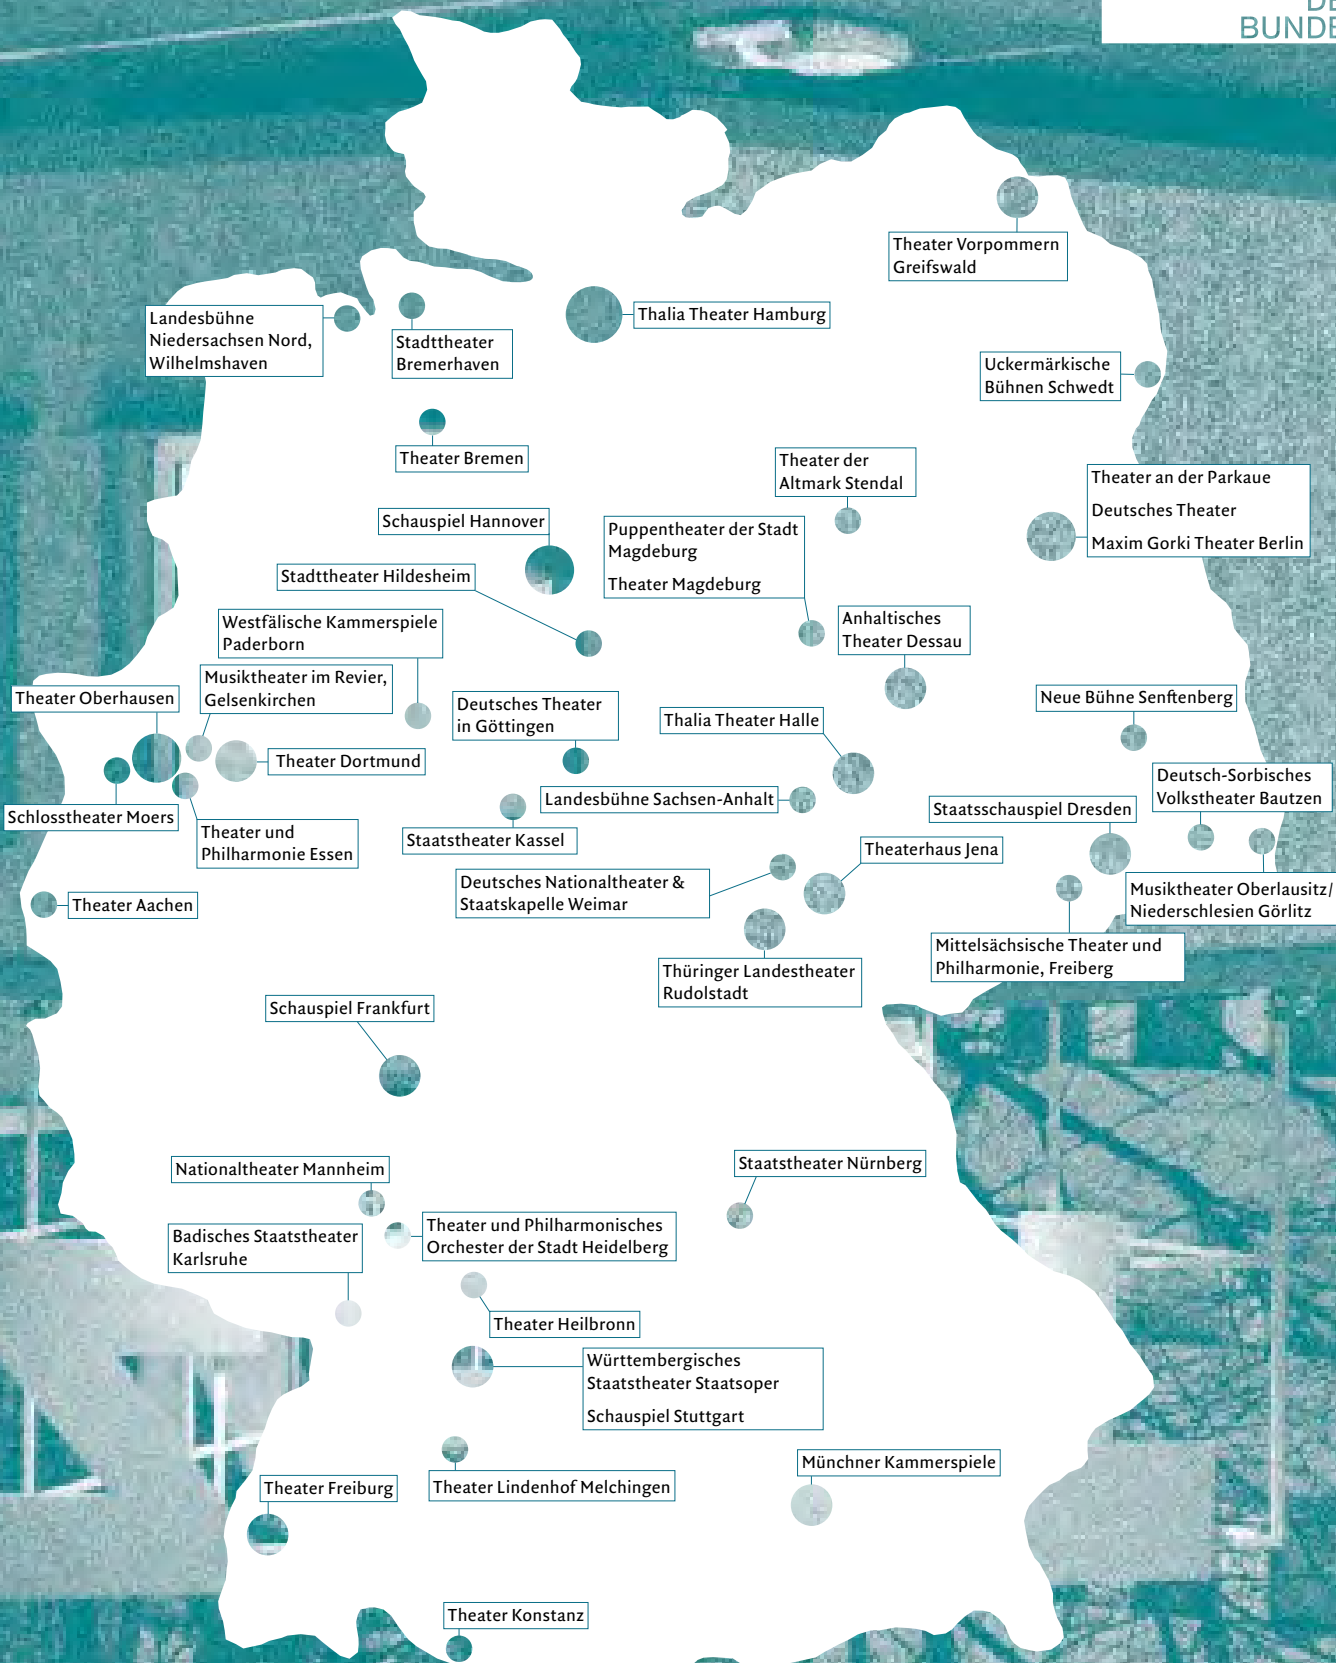 BUNDE
Theater Vorpommern
Greifswald
Landesbühne
Niedersachsen Nord,
Wilhelmshaven
Stadttheater
Bremerhaven
Thalia Theater Hamburg
Uckermärkische
Bühnen Schwedt
Theater Bremen
Theater der
Altmark Stendal
Theater an der Parkaue
Deutsches Theater
Maxim Gorki Theater Berlin
Schauspiel Hannover
Puppentheater der Stadt
Magdeburg
Theater Magdeburg
Stadttheater Hildesheim
Westfälische Kammerspiele
Paderborn
Anhaltisches
Theater Dessau
Musiktheater im Revier,
Gelsenkirchen
Theater Oberhausen
Deutsches Theater
in Göttingen
Thalia Theater Halle
Neue Bühne Senftenberg
Theater Dortmund
Deutsch-Sorbisches
Volkstheater Bautzen
Schlosstheater Moers
Theater und
Philharmonie Essen
Landesbühne Sachsen-Anhalt
Staatsschauspiel Dresden
Staatstheater Kassel
Theaterhaus Jena
Deutsches Nationaltheater &
Staatskapelle Weimar
Musiktheater Oberlausitz/
Niederschlesien Görlitz
Theater Aachen
Mittelsächsische Theater und
Philharmonie, Freiberg
Thüringer Landestheater
Rudolstadt
Schauspiel Frankfurt
Nationaltheater Mannheim
Staatstheater Nürnberg
Badisches Staatstheater
Karlsruhe
Theater und Philharmonisches
Orchester der Stadt Heidelberg
Theater Heilbronn
Württembergisches
Staatstheater Staatsoper
Schauspiel Stuttgart
Münchner Kammerspiele
Theater Lindenhof Melchingen
Theater Freiburg
Theater Konstanz